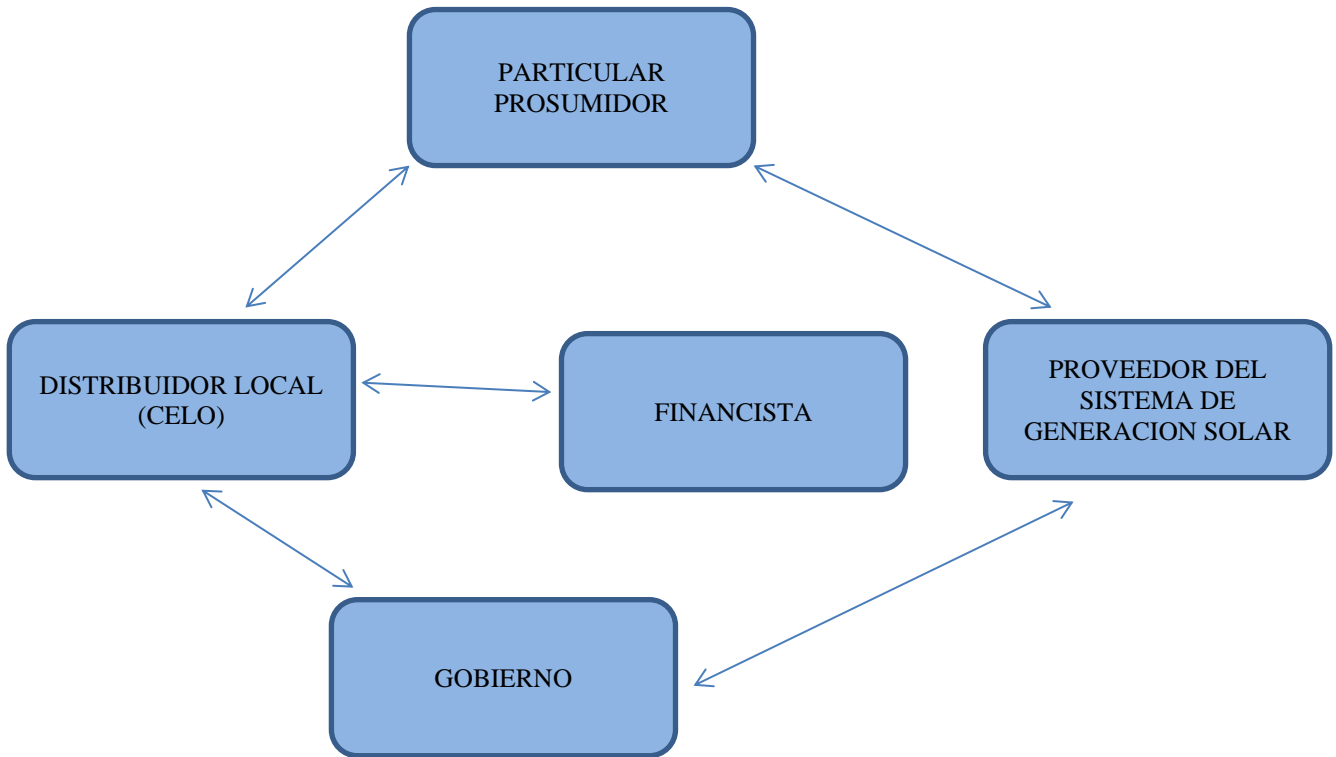 PARTICULAR
PROSUMIDOR
DISTRIBUIDOR LOCAL
(CELO)
FINANCISTA
PROVEEDOR DEL
SISTEMA DE
GENERACION SOLAR
GOBIERNO